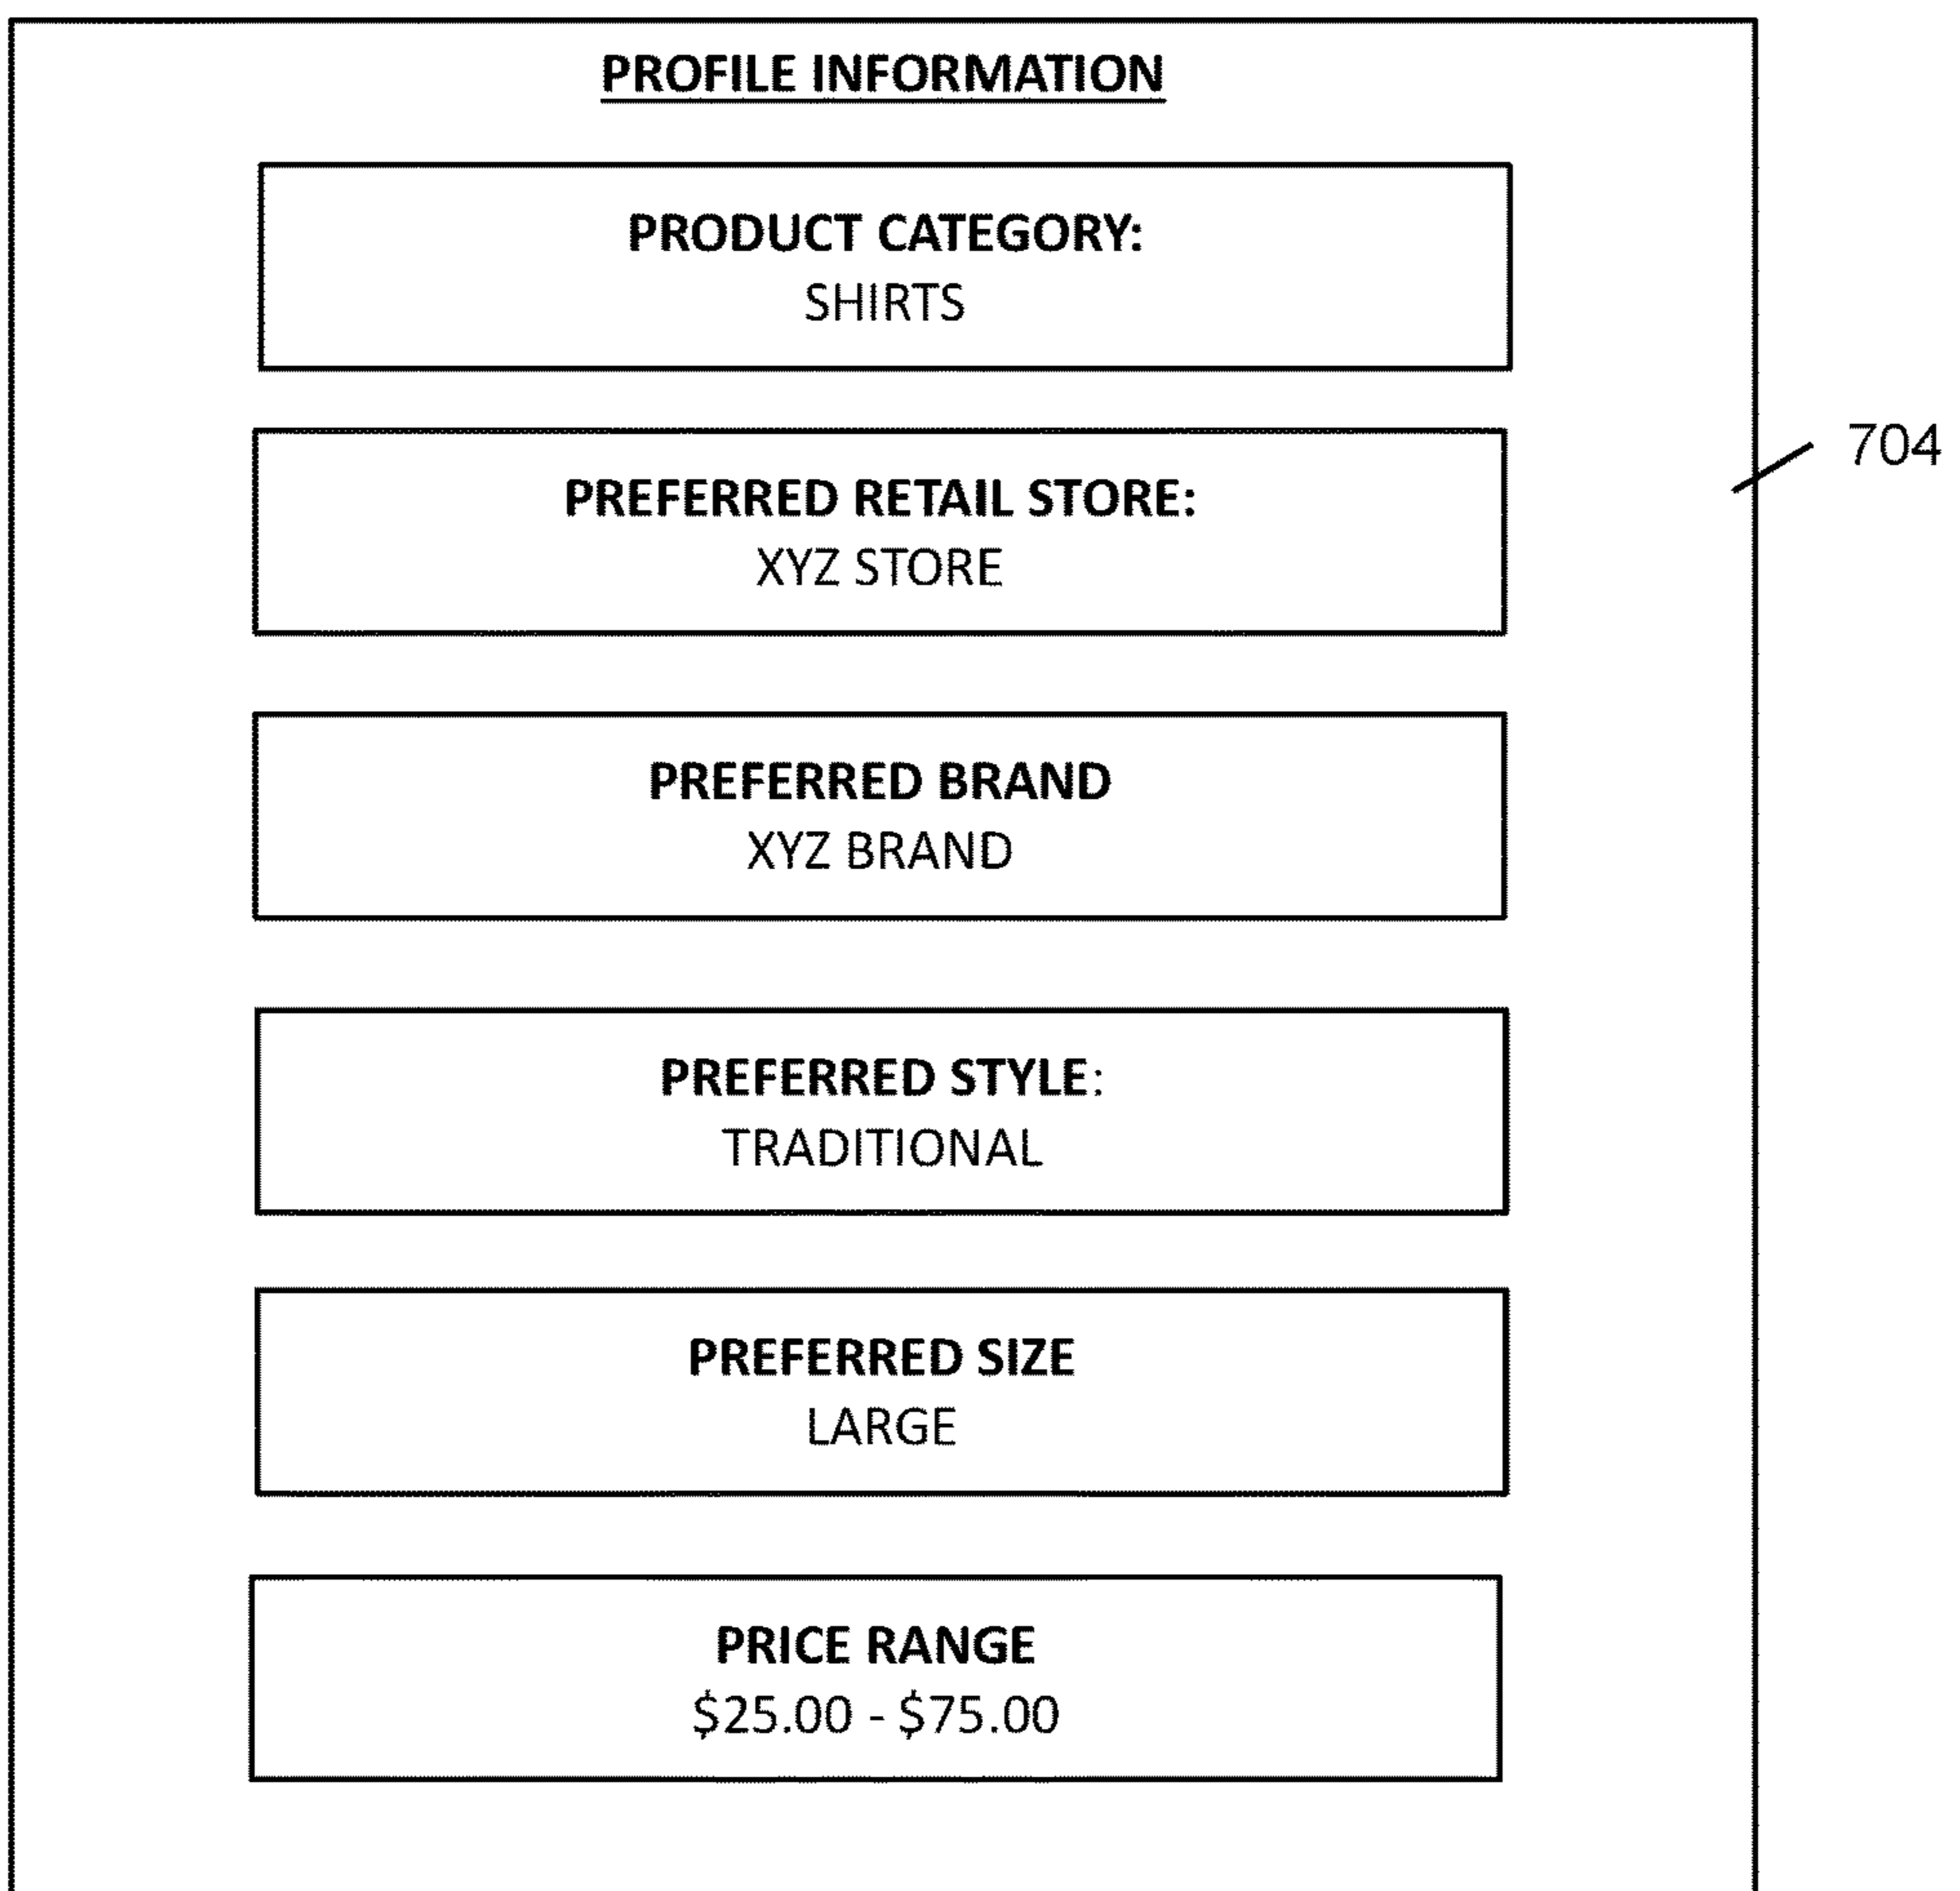 PROFILE INFORMATION
PRODUCT CATEGORY:
SHIRTS
704
PREFERRED RETAIL STORE:
XYZ STORE
PREFERRED BRAND
XYZ BRAND
PREFERRED STYLE:
TRADITIONAL
PREFERRED SIZE
LARGE
PRICE RANGE
$25.00 - $75.00